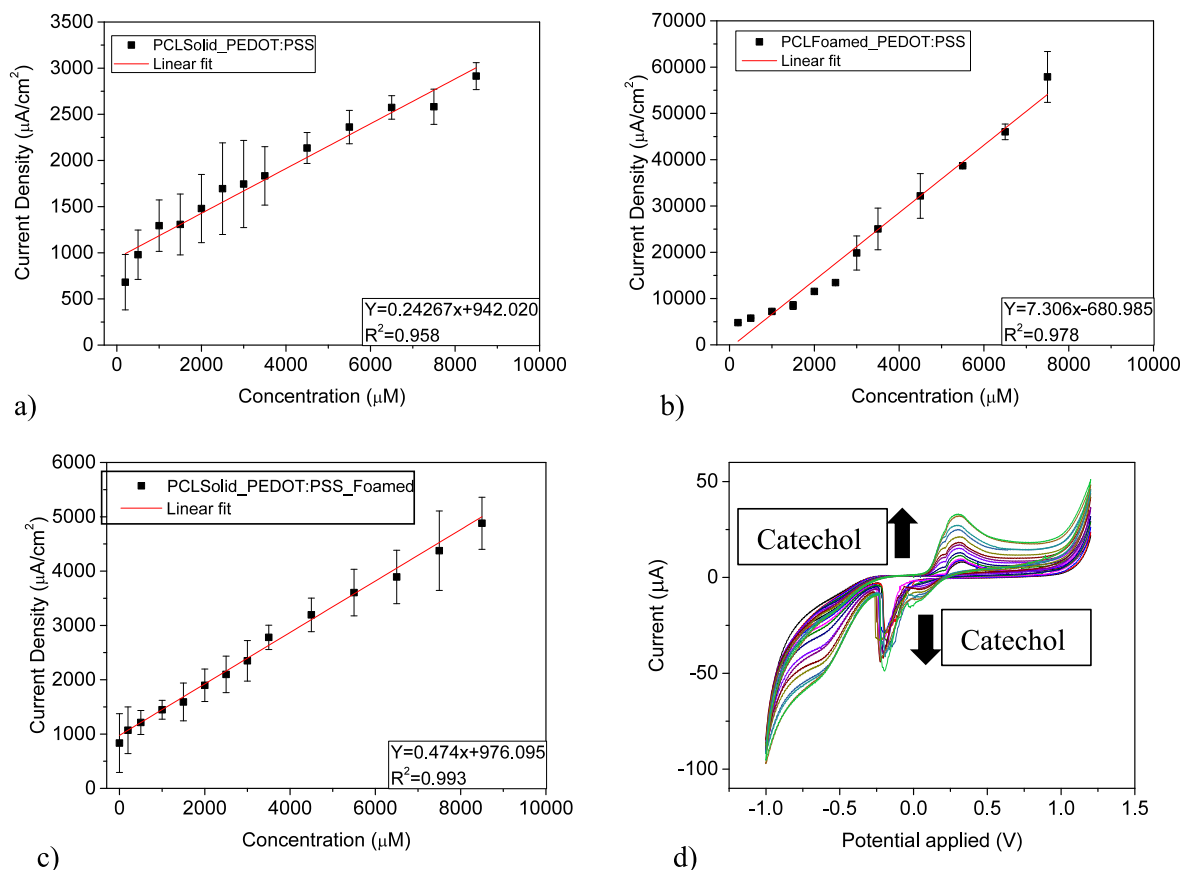 3500
3000
2500
2000
1500
1000
500
0
Current Density (μA/cm²)
PCLSolid_PEDOT:PSS
Linear fit
Y=0.24267x+942.020
R²=0.958
0 2000 4000 6000 8000 10000
Concentration (μM)
a)
70000
60000
50000
40000
30000
20000
10000
0
Current Density (μA/cm²)
PCLFoamed_PEDOT:PSS
Linear fit
Y=7.306x-680.985
R²=0.978
0 2000 4000 6000 8000 10000
Concentration (μM)
b)
6000
5000
4000
3000
2000
1000
0
Current Density (μA/cm²)
PCLSolid_PEDOT:PSS_Foamed
Linear fit
Y=0.474x+976.095
R²=0.993
0 2000 4000 6000 8000 10000
Concentration (μM)
c)
50
0
-50
-100
Current (μA)
Catechol
Catechol
-1.0 -0.5 0.0 0.5 1.0 1.5
Potential applied (V)
d)